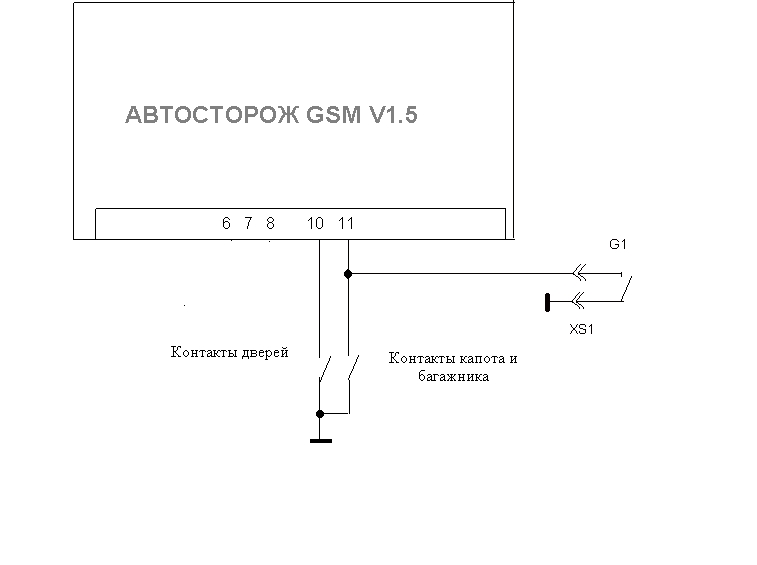 АВТОСТОРОЖ GSM V1.5
6 7 8 10 11
G1
XS1
Контакты дверей
Контакты капота и
багажника